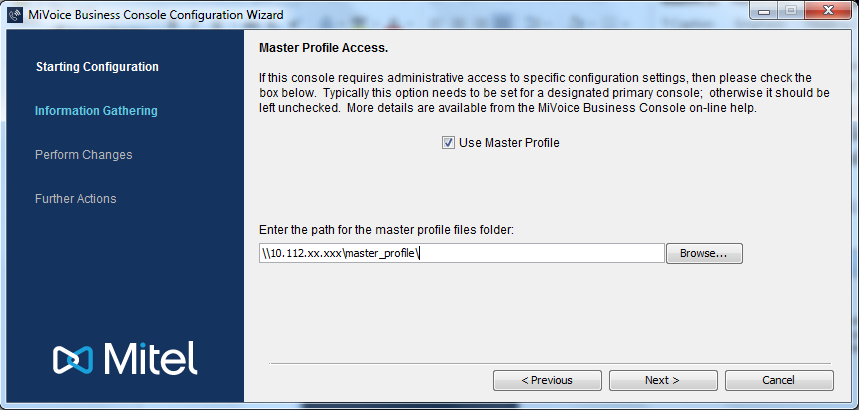 MiVoice Business Console Configuration Wizard
Starting Configuration
Information Gathering
Perform Changes
Further Actions
Mitel
Master Profile Access.
If this console requires administrative access to specific configuration settings, then please check the
box below. Typically this option needs to be set for a designated primary console; otherwise it should be
left unchecked. More details are available from the MiVoice Business Console on-line help.
Use Master Profile
Enter the path for the master profile files folder:
\\10.112.xx.xxx\master_profile\
Browse...
< Previous
Next >
Cancel